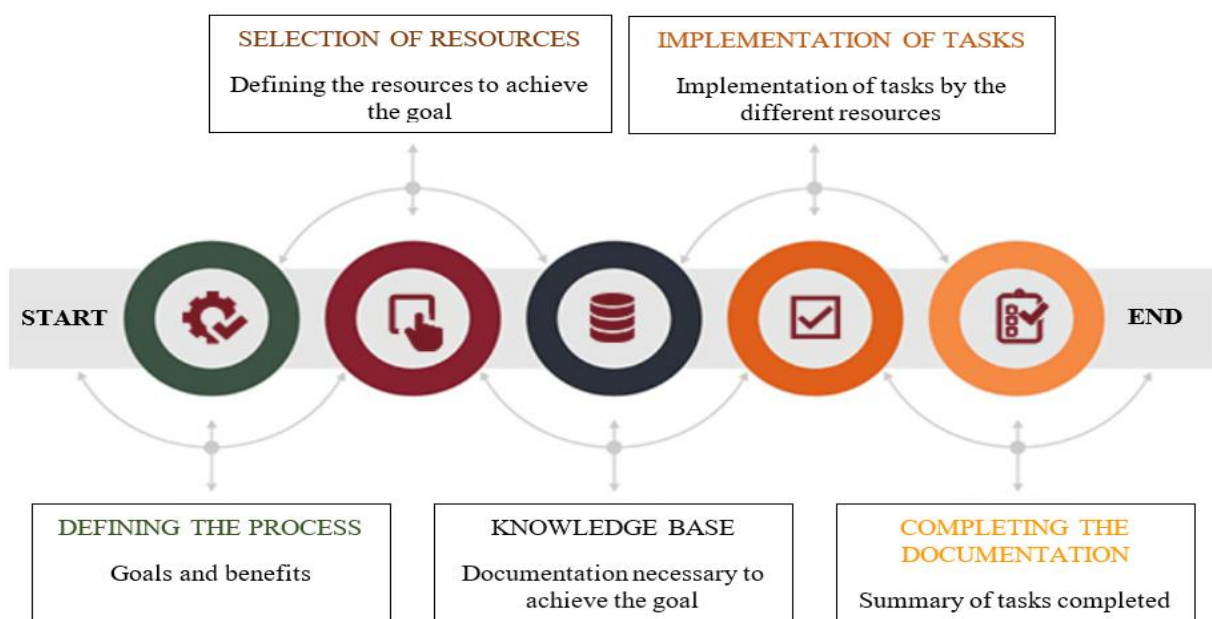 SELECTION OF RESOURCES
Defining the resources to achieve
the goal
IMPLEMENTATION OF TASKS
Implementation of tasks by the
different resources
START
END
DEFINING THE PROCESS
Goals and benefits
KNOWLEDGE BASE
Documentation necessary to
achieve the goal
COMPLETING THE
DOCUMENTATION
Summary of tasks completed